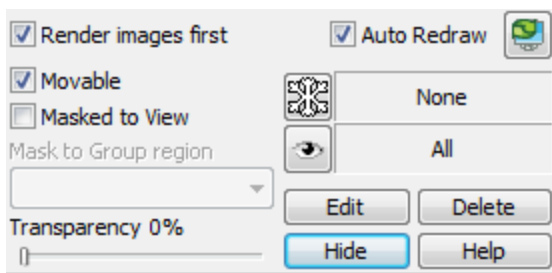 Render images first
Auto Redraw
Movable
Masked to View
Mask to Group region
Transparency 0%
None
All
Edit
Delete
Hide
Help